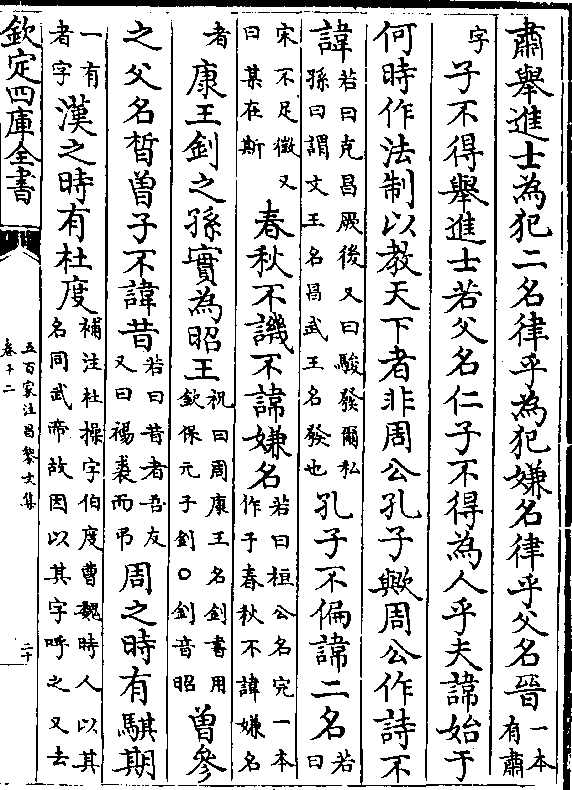 肅舉進士為犯二名律乎為犯嫌名律乎父名晉一本有肅
字子不得舉進士若父名仁子不得為人乎夫諱始于
何時作法制以教天下者非周公孔子歟周公作詩不
諱若曰克昌厥後又曰駿發爾私孫曰謂文王名昌武王名發也孔子不偏諱二名若曰
宋不足徵又曰某在斯春秋不譏不諱嫌名若曰桓公名完一本作于春秋不諱嫌名
者康王釗之孫實為昭王祝曰周康王名釗書用欽保元子釗○釗音昭曾參
之父名晳曽子不諱昔若曰昔者吾友又曰裼裘而弔周之時有騏期
一有者字漢之時有杜度補注杜操字伯度曹魏時人以其名同武帝故因以其字呼之又去
欽定四庫全書
五百家注昌黎文集
卷十二
二十